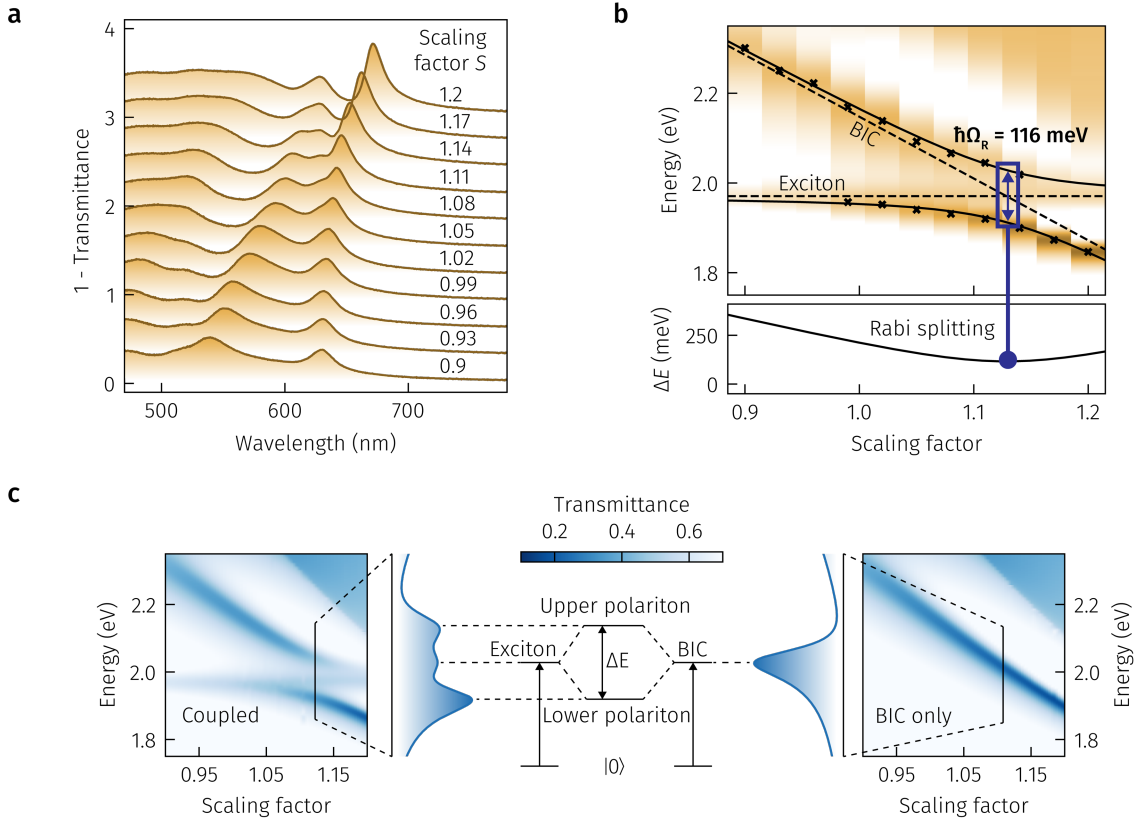 a
4
3
2
1
0
1 - Transmittance
Scaling
factor S
1.2
1.17
1.14
1.11
1.08
1.05
1.02
0.99
0.96
0.93
0.9
500
600
700
Wavelength (nm)
b
2.2
2.0
1.8
Energy (eV)
BIC
Exciton
ħΩR = 116 meV
250
0
ΔE (meV)
Rabi splitting
0.9
1.0
1.1
1.2
Scaling factor
c
Transmittance
0.2
0.4
0.6
2.2
2.0
1.8
Energy (eV)
Coupled
0.95
1.05
1.15
Scaling factor
Upper polariton
Exciton
BIC
ΔE
Lower polariton
|0⟩
BIC only
2.2
2.0
1.8
Energy (eV)
0.95
1.05
1.15
Scaling factor